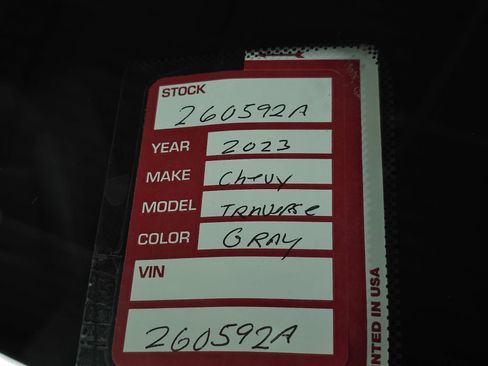 STOCK
260592A
YEAR 2023
MAKE Chevy
MODEL Traverse
COLOR GRAY
VIN
260592A
NTED IN USA